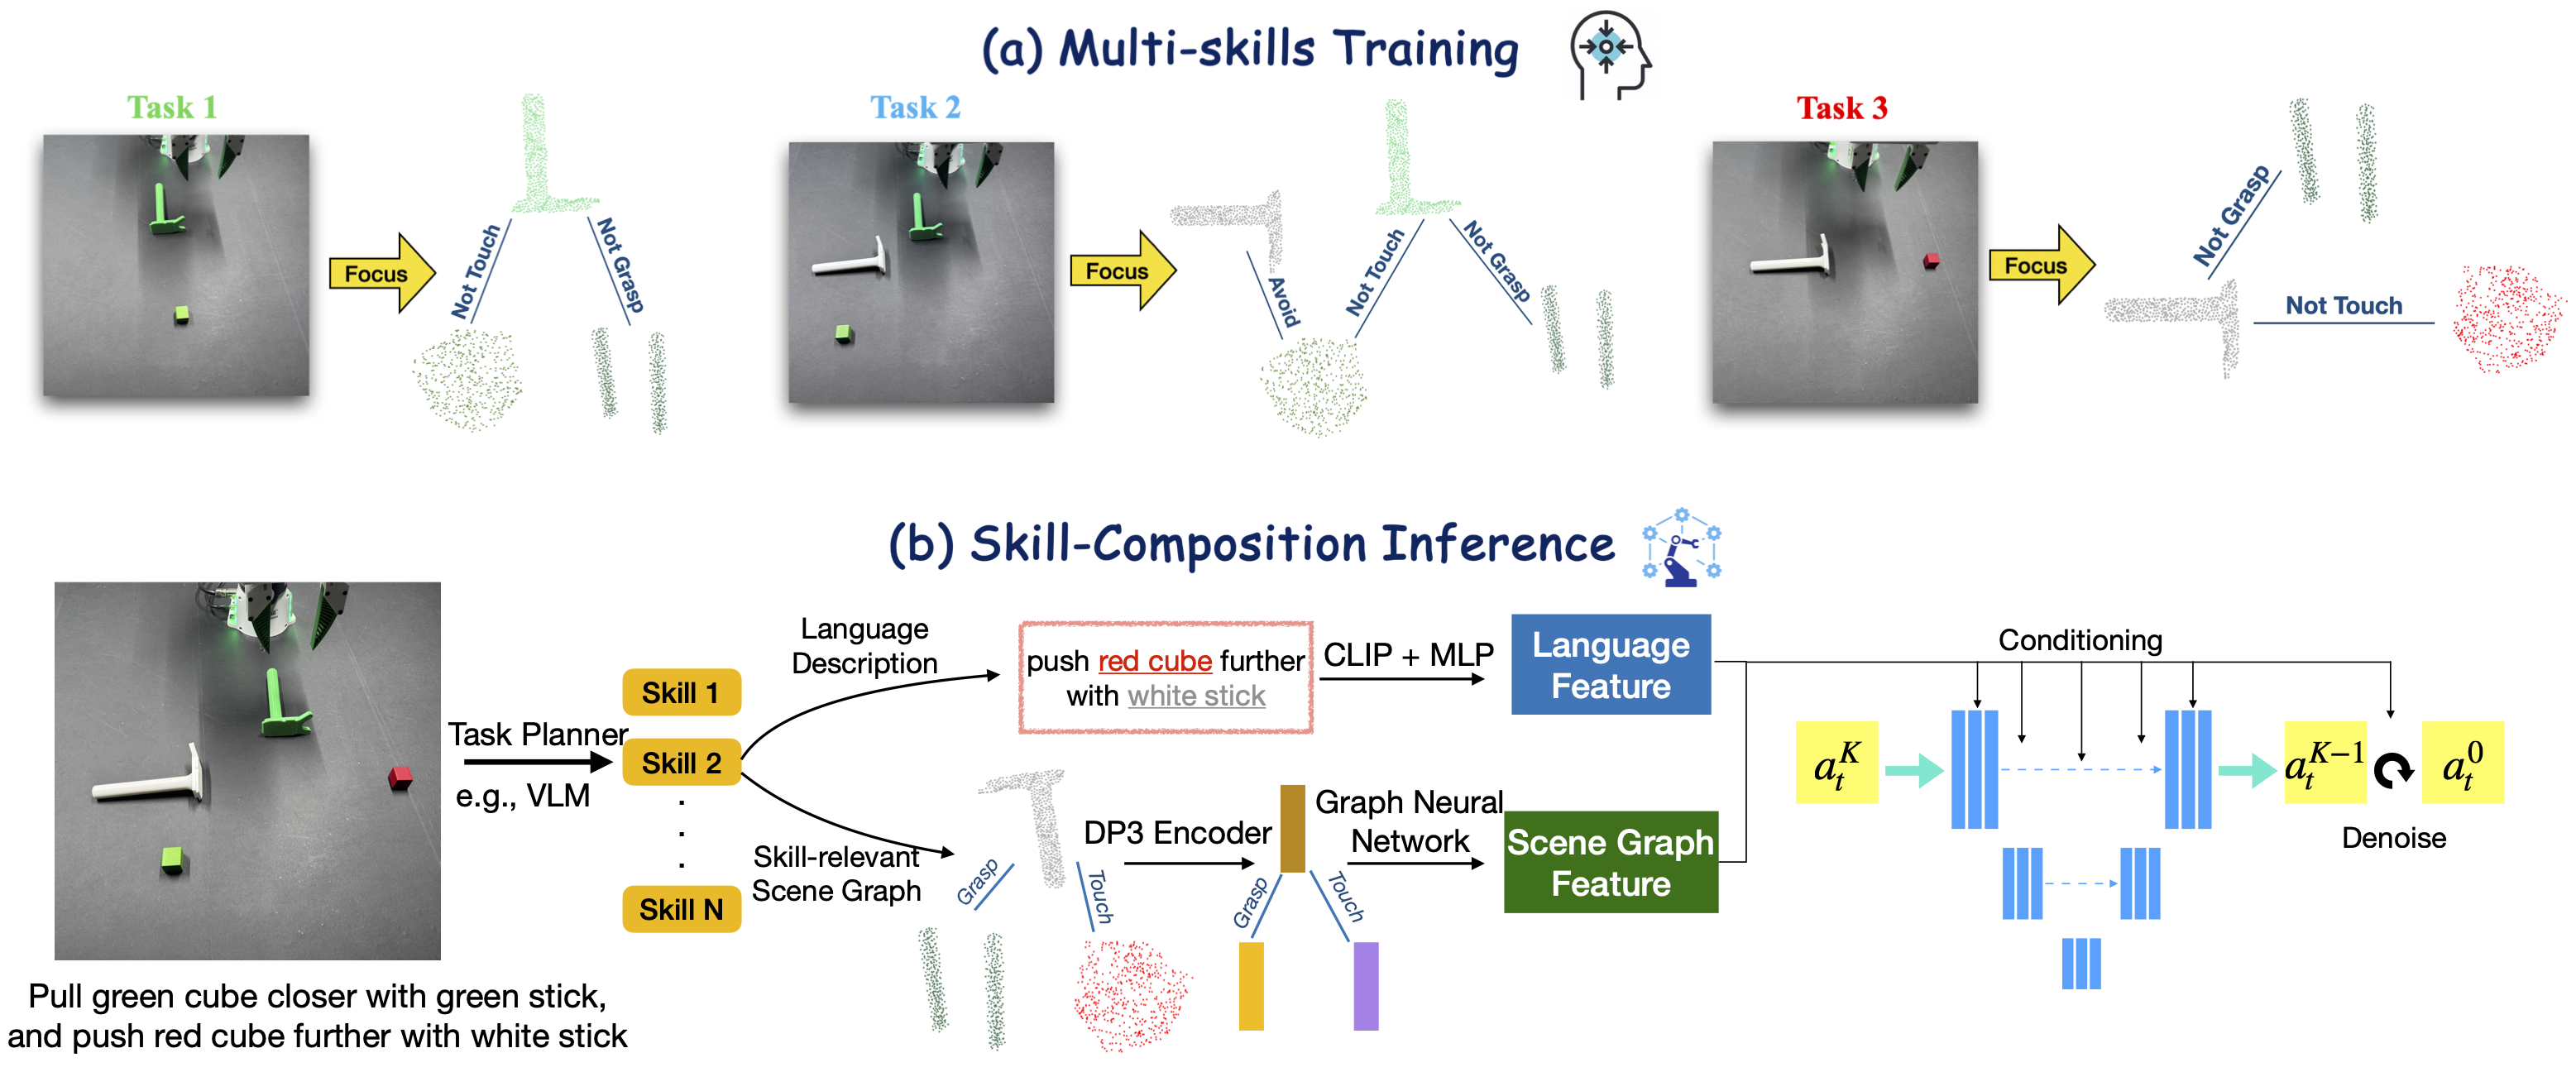 (a) Multi-skills Training
Task 1
Focus
Not Touch
Not Grasp
Task 2
Focus
Avoid
Not Touch
Not Grasp
Task 3
Focus
Not Grasp
Not Touch
(b) Skill-Composition Inference
Pull green cube closer with green stick,
and push red cube further with white stick
Task Planner
e.g., VLM
Skill 1
Skill 2
.
.
.
Skill N
Language
Description
push red cube further
with white stick
CLIP + MLP
Language
Feature
Skill-relevant
Scene Graph
Grasp
Touch
DP3 Encoder
Grasp
Touch
Graph Neural
Network
Scene Graph
Feature
Conditioning
a_t^K
a_t^{K-1}
a_t^0
Denoise